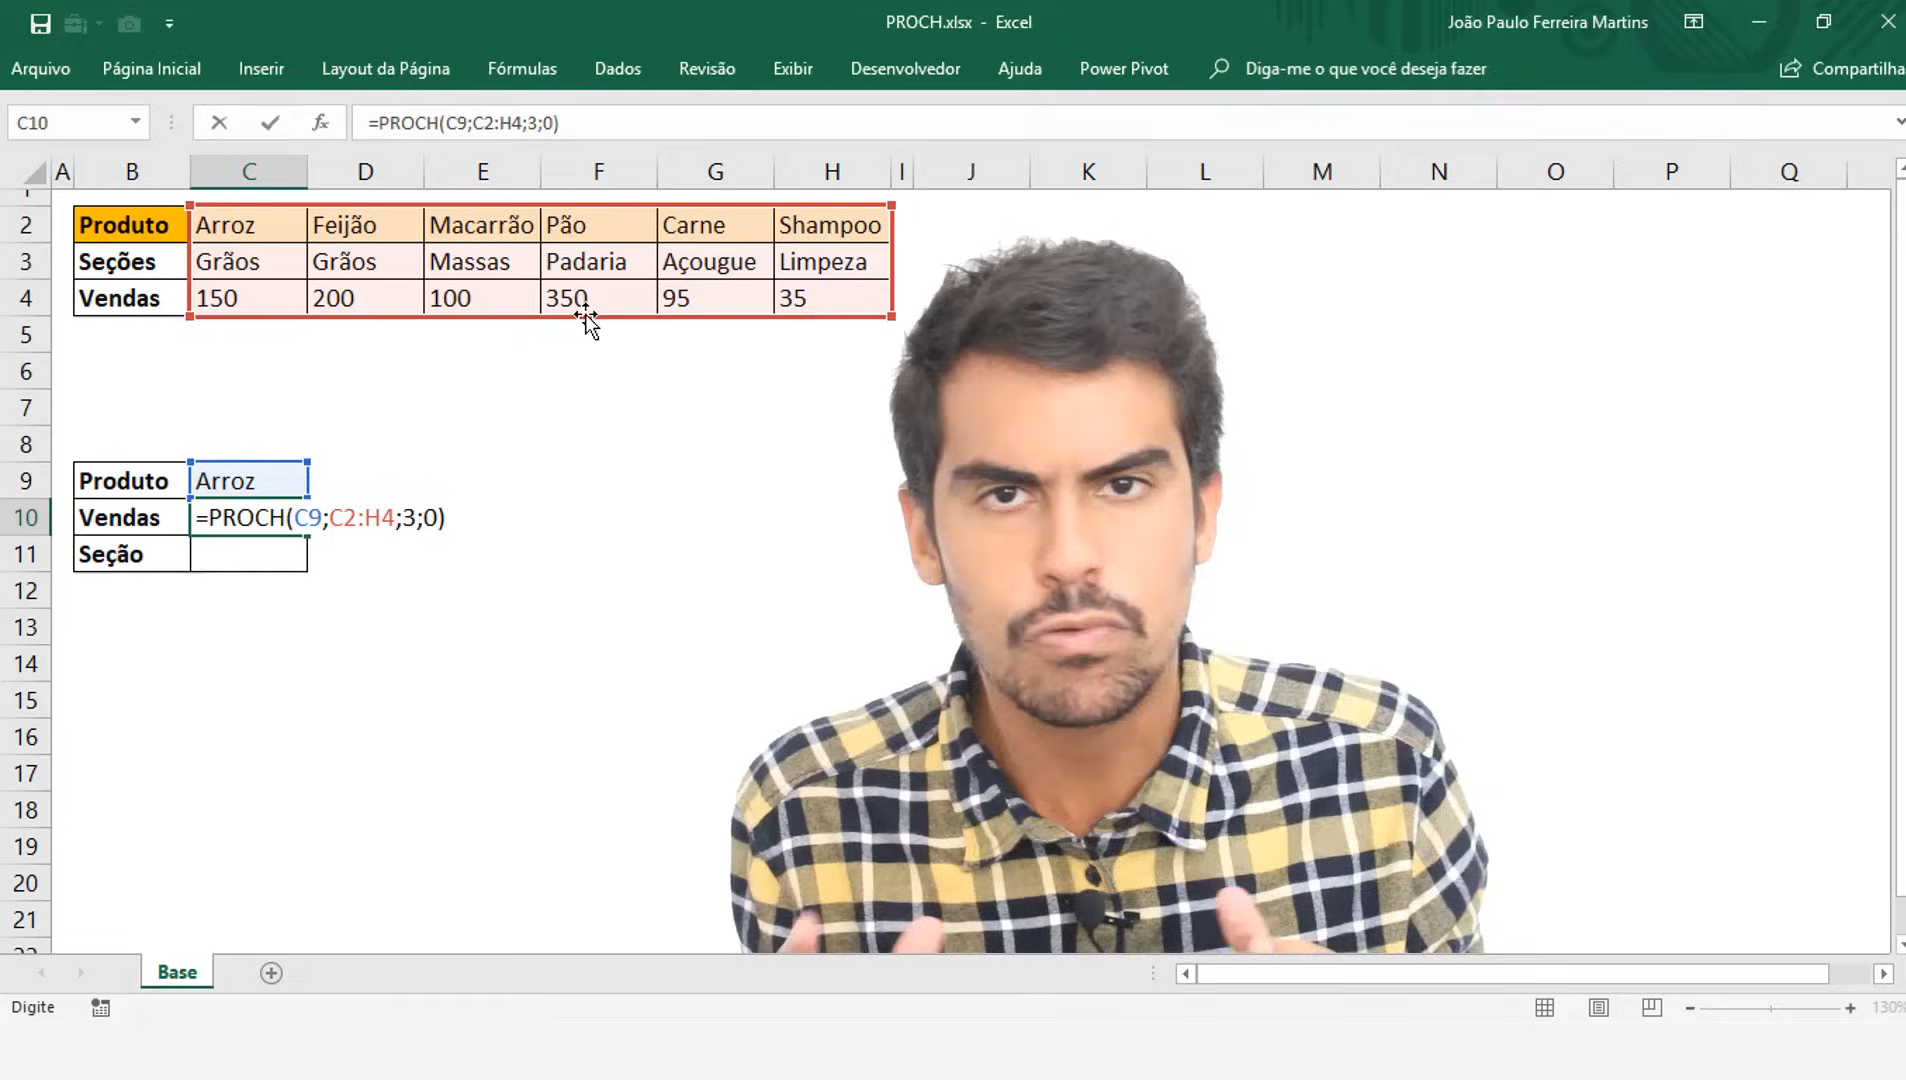 PROCH.xlsx - Excel
João Paulo Ferreira Martins
Arquivo Página Inicial Inserir Layout da Página Fórmulas Dados Revisão Exibir Desenvolvedor Ajuda Power Pivot Diga-me o que você deseja fazer Compartilha
C10 fx =PROCH(C9;C2:H4;3;0)
A B C D E F G H I J K L M N O P Q
2 Produto Arroz Feijão Macarrão Pão Carne Shampoo
3 Seções Grãos Grãos Massas Padaria Açougue Limpeza
4 Vendas 150 200 100 350 95 35
5
6
7
8
9 Produto Arroz
10 Vendas =PROCH(C9;C2:H4;3;0)
11 Seção
12
13
14
15
16
17
18
19
20
21
Base
Digite 130%